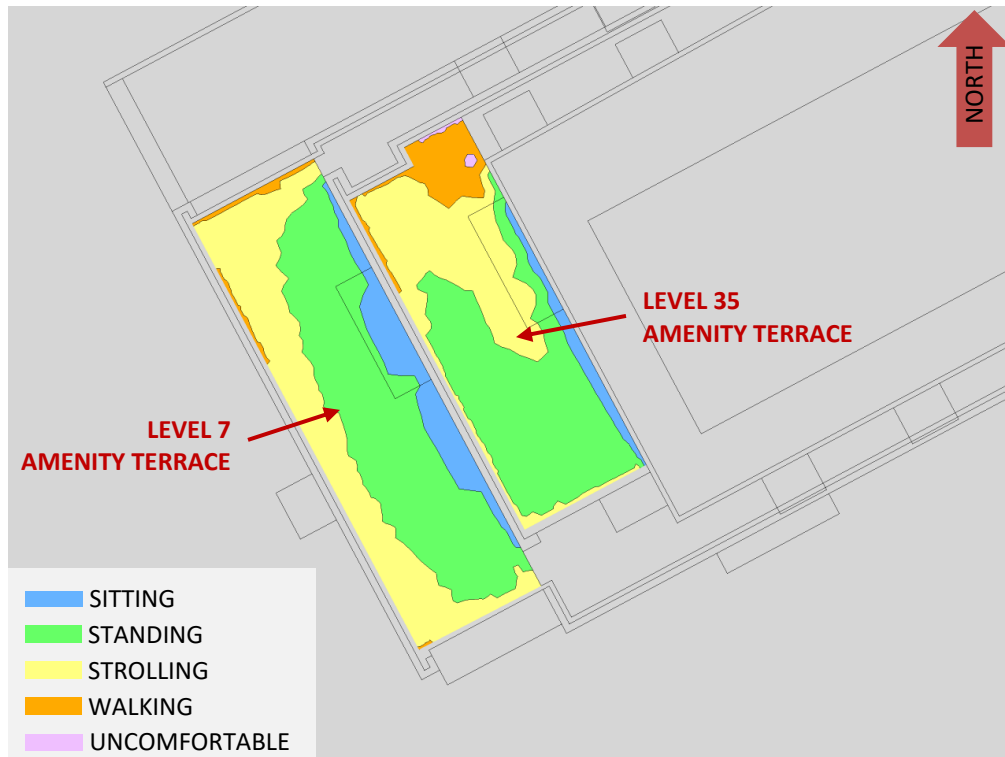 NORTH
LEVEL 35
AMENITY TERRACE
LEVEL 7
AMENITY TERRACE
SITTING
STANDING
STROLLING
WALKING
UNCOMFORTABLE